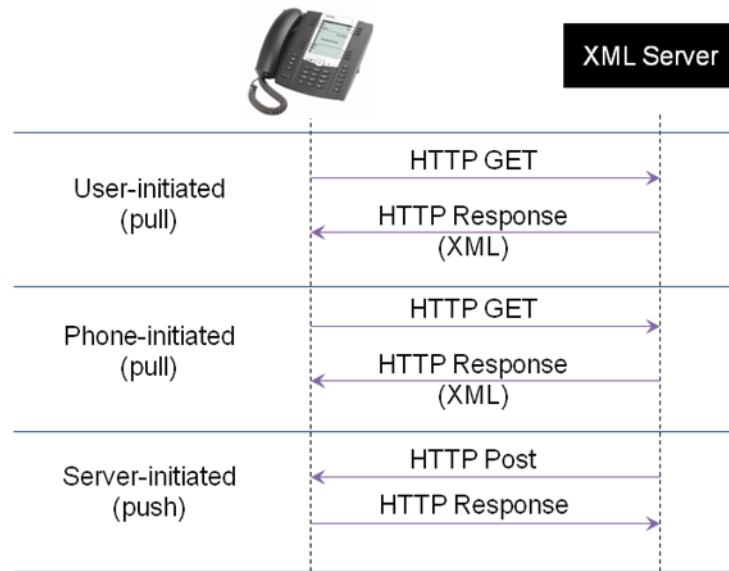 XML Server
HTTP GET
User-initiated
(pull)
HTTP Response
(XML)
HTTP GET
Phone-initiated
(pull)
HTTP Response
(XML)
HTTP Post
Server-initiated
(push)
HTTP Response